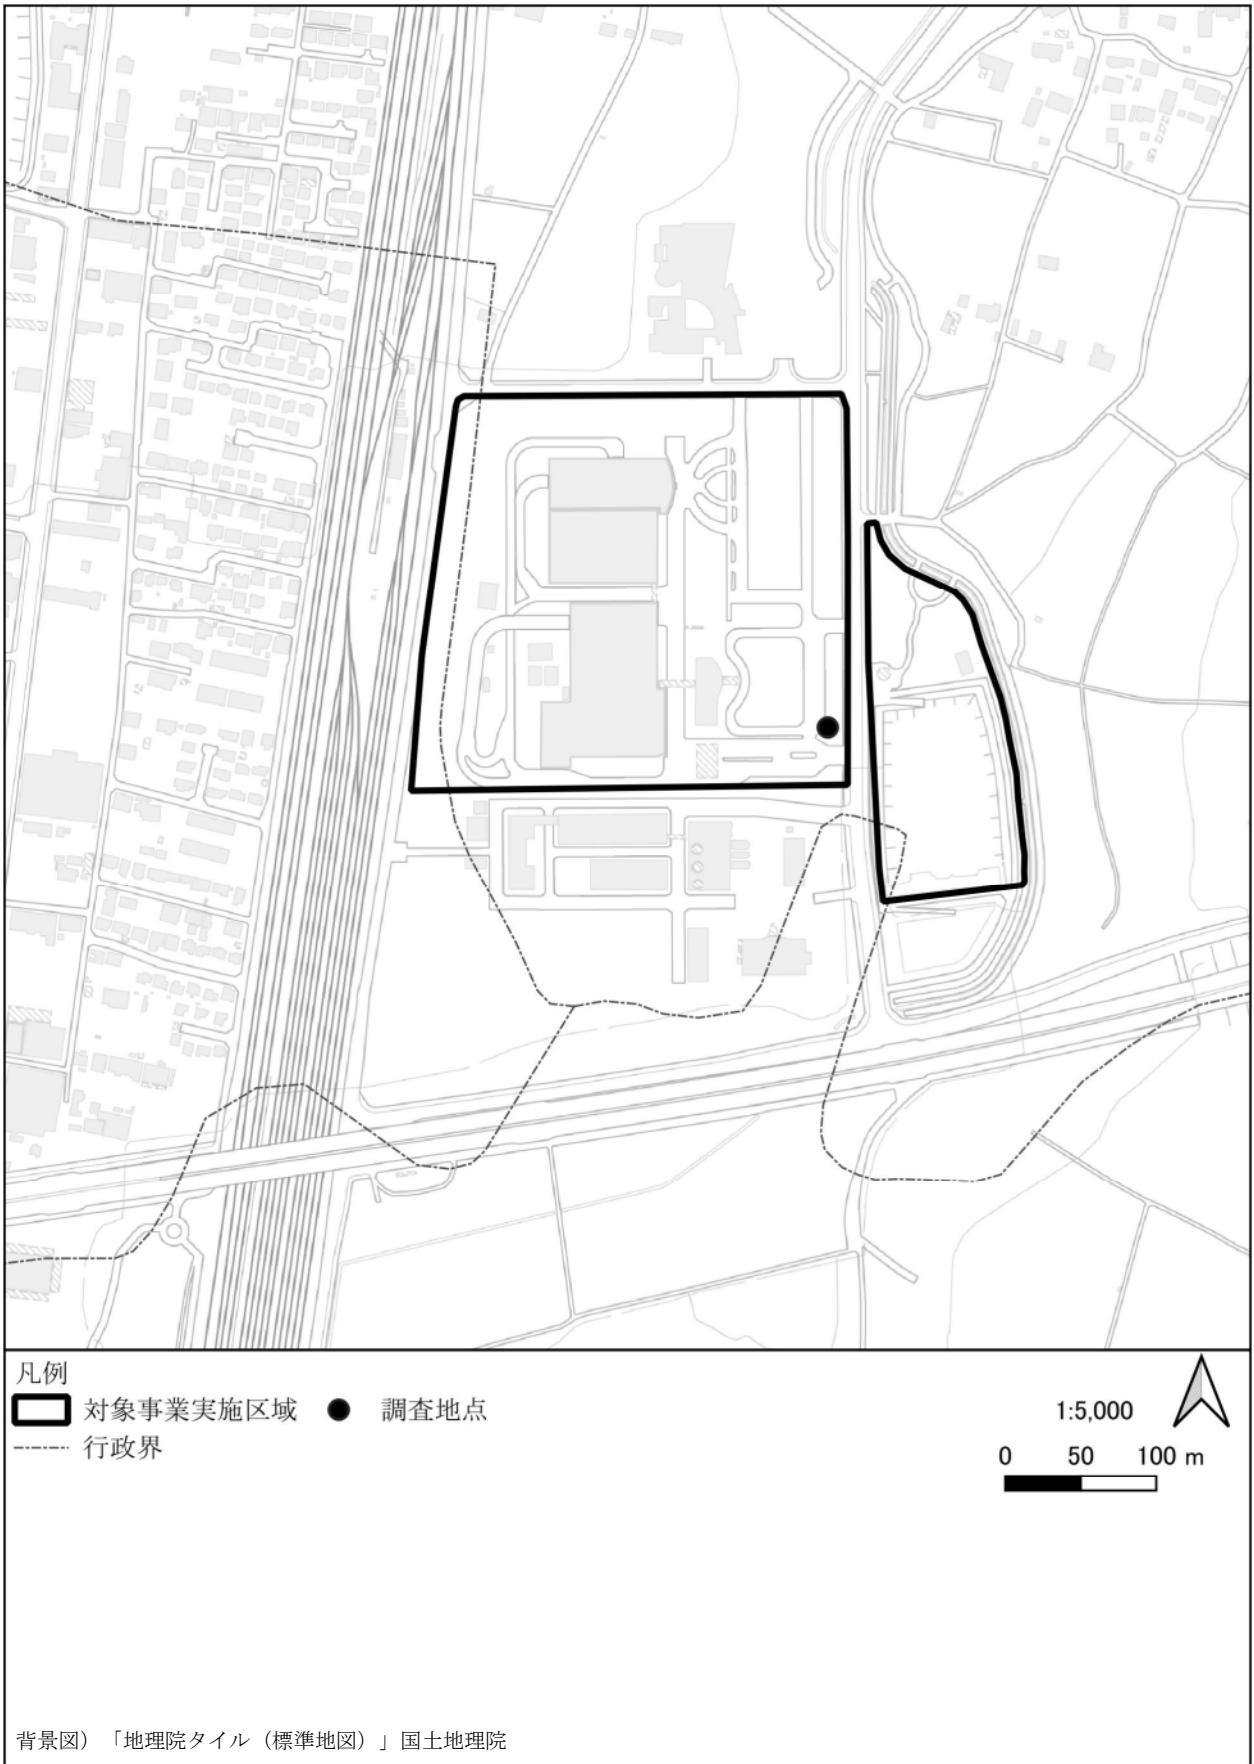 凡例
対象事業実施区域 調査地点
行政界
1:5,000
0 50 100 m
背景図）「地理院タイル（標準地図）」国土地理院